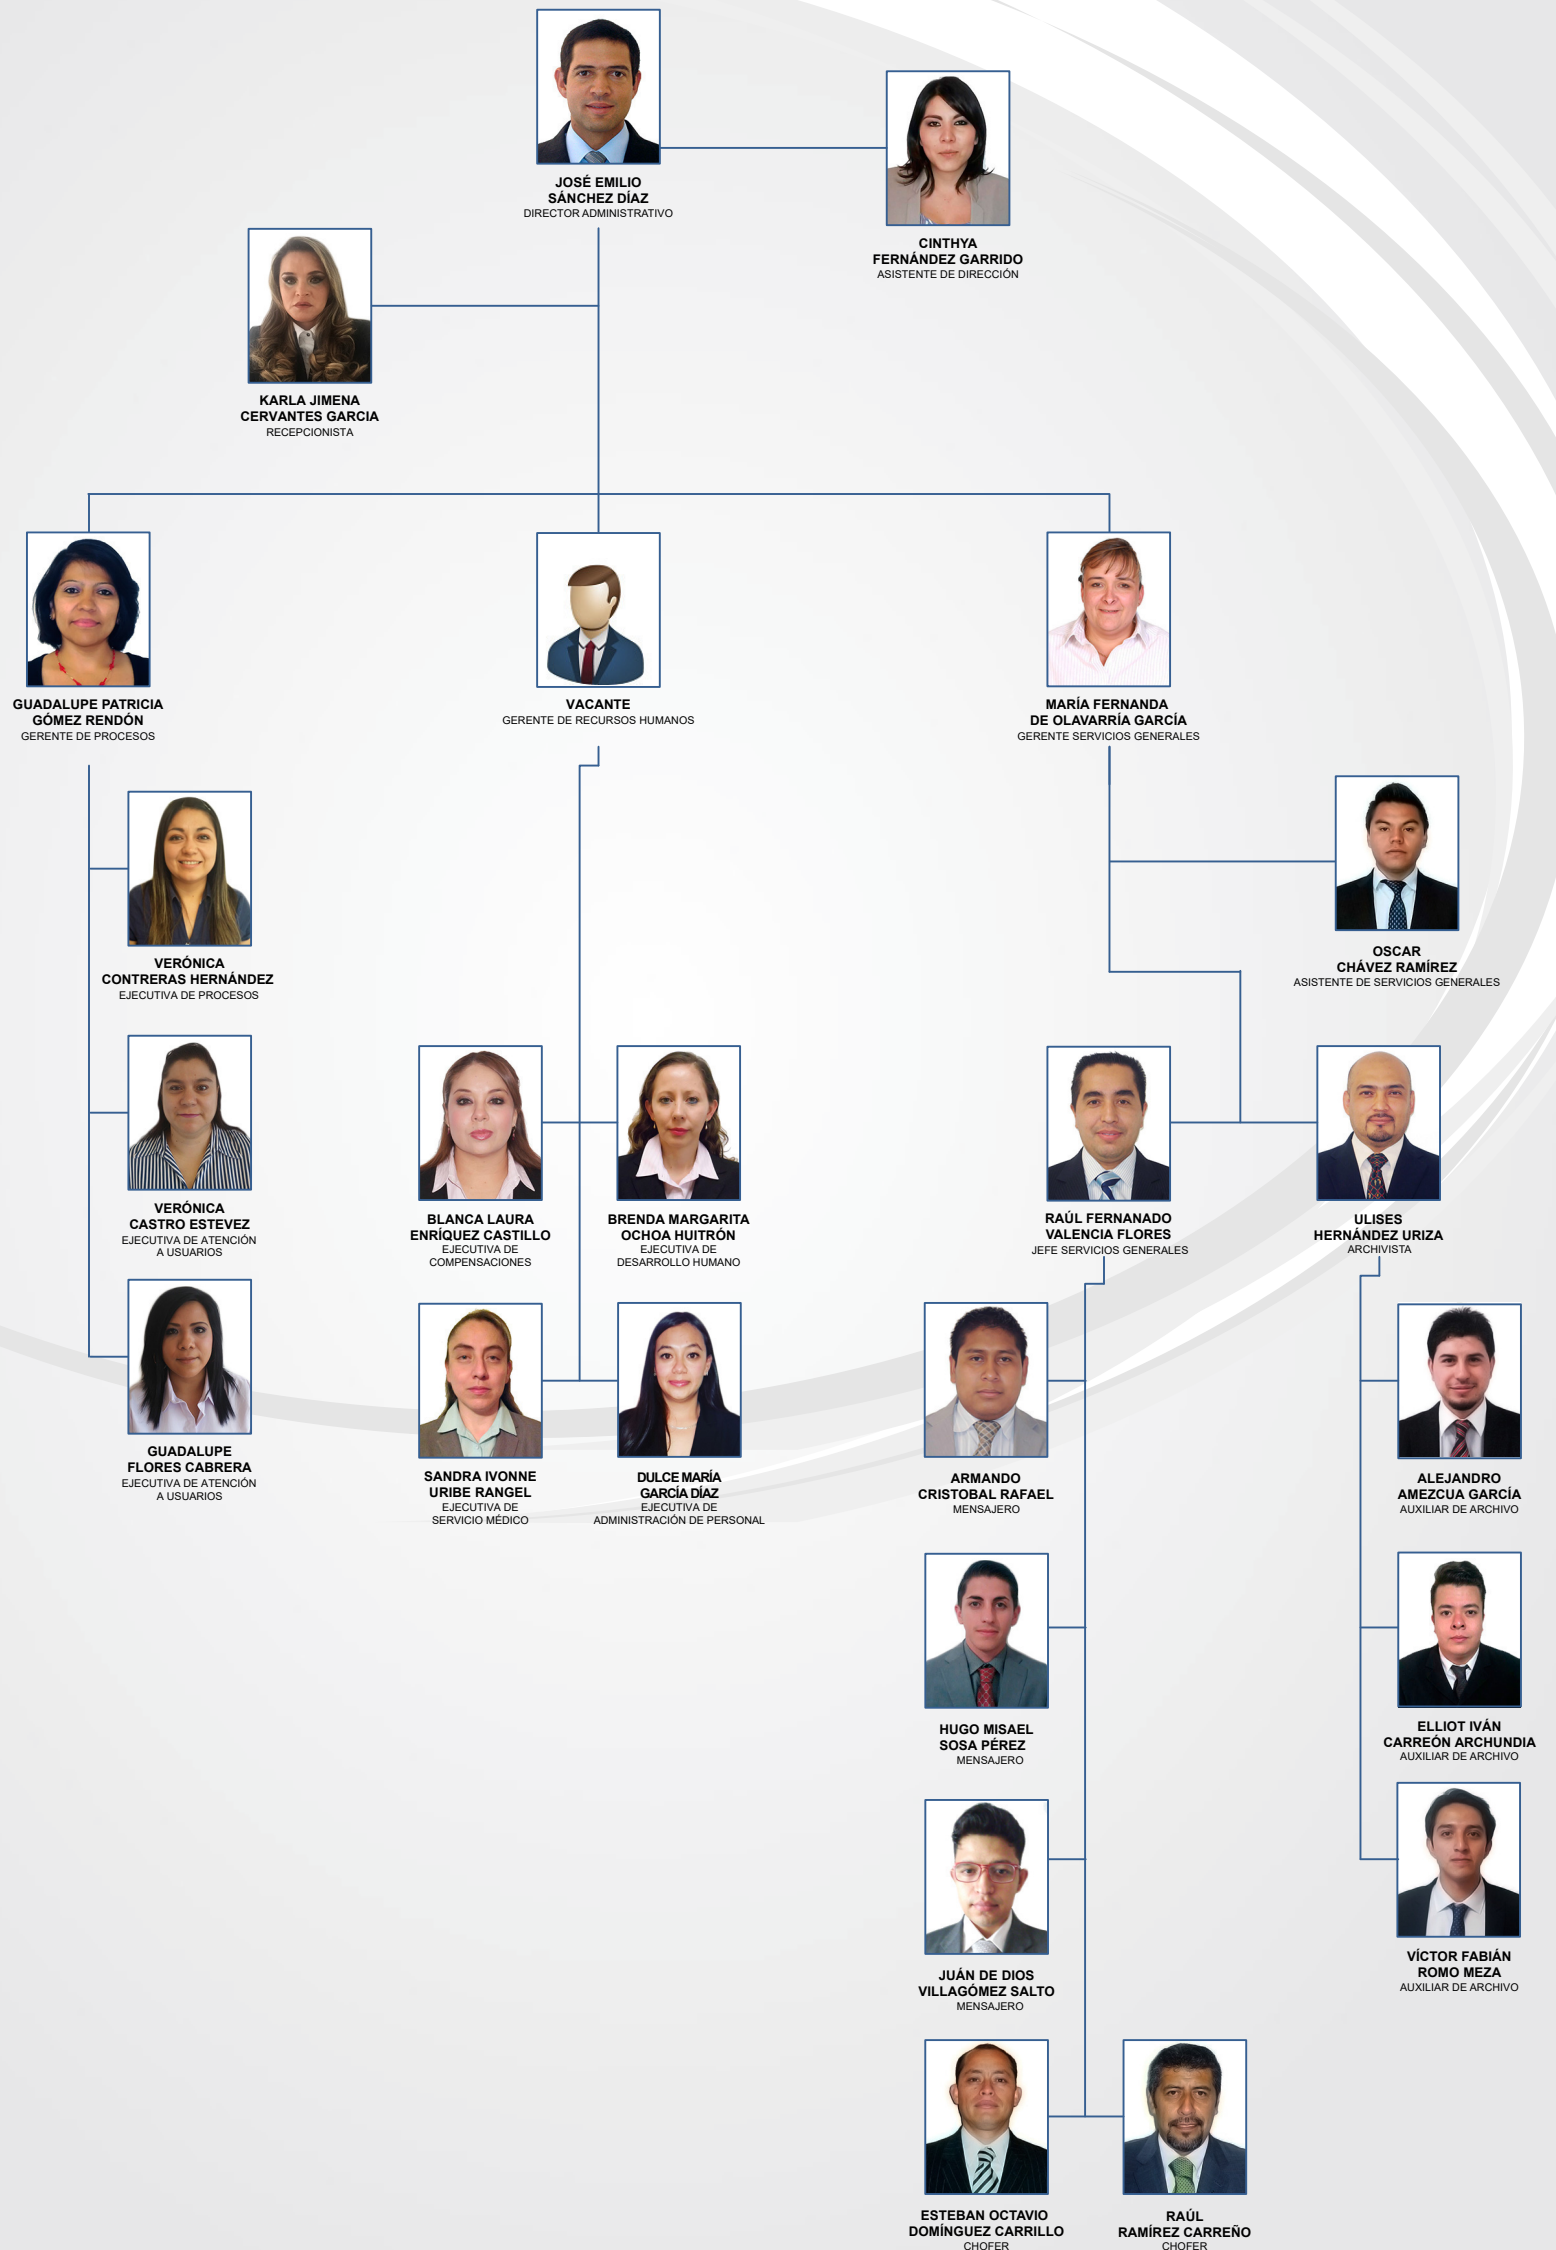 JOSÉ EMILIO
SÁNCHEZ DÍAZ
DIRECTOR ADMINISTRATIVO
CINTHYA
FERNÁNDEZ GARRIDO
ASISTENTE DE DIRECCIÓN
KARLA JIMENA
CERVANTES GARCIA
RECEPCIONISTA
GUADALUPE PATRICIA
GÓMEZ RENDÓN
GERENTE DE PROCESOS
VACANTE
GERENTE DE RECURSOS HUMANOS
MARÍA FERNANDA
DE OLAVARRÍA GARCÍA
GERENTE SERVICIOS GENERALES
VERÓNICA
CONTRERAS HERNÁNDEZ
EJECUTIVA DE PROCESOS
OSCAR
CHÁVEZ RAMÍREZ
ASISTENTE DE SERVICIOS GENERALES
VERÓNICA
CASTRO ESTEVEZ
EJECUTIVA DE ATENCIÓN
A USUARIOS
BLANCA LAURA
ENRÍQUEZ CASTILLO
EJECUTIVA DE
COMPENSACIONES
BRENDA MARGARITA
OCHOA HUITRÓN
EJECUTIVA DE
DESARROLLO HUMANO
RAÚL FERNANADO
VALENCIA FLORES
JEFE SERVICIOS GENERALES
ULISES
HERNÁNDEZ URIZA
ARCHIVISTA
GUADALUPE
FLORES CABRERA
EJECUTIVA DE ATENCIÓN
A USUARIOS
SANDRA IVONNE
URIBE RANGEL
EJECUTIVA DE
SERVICIO MÉDICO
DULCE MARÍA
GARCÍA DÍAZ
EJECUTIVA DE
ADMINISTRACIÓN DE PERSONAL
ARMANDO
CRISTOBAL RAFAEL
MENSAJERO
ALEJANDRO
AMEZCUA GARCÍA
AUXILIAR DE ARCHIVO
HUGO MISAEL
SOSA PÉREZ
MENSAJERO
ELLIOT IVÁN
CARREÓN ARCHUNDIA
AUXILIAR DE ARCHIVO
JUÁN DE DIOS
VILLAGÓMEZ SALTO
MENSAJERO
VÍCTOR FABIÁN
ROMO MEZA
AUXILIAR DE ARCHIVO
ESTEBAN OCTAVIO
DOMÍNGUEZ CARRILLO
CHOFER
RAÚL
RAMÍREZ CARREÑO
CHOFER